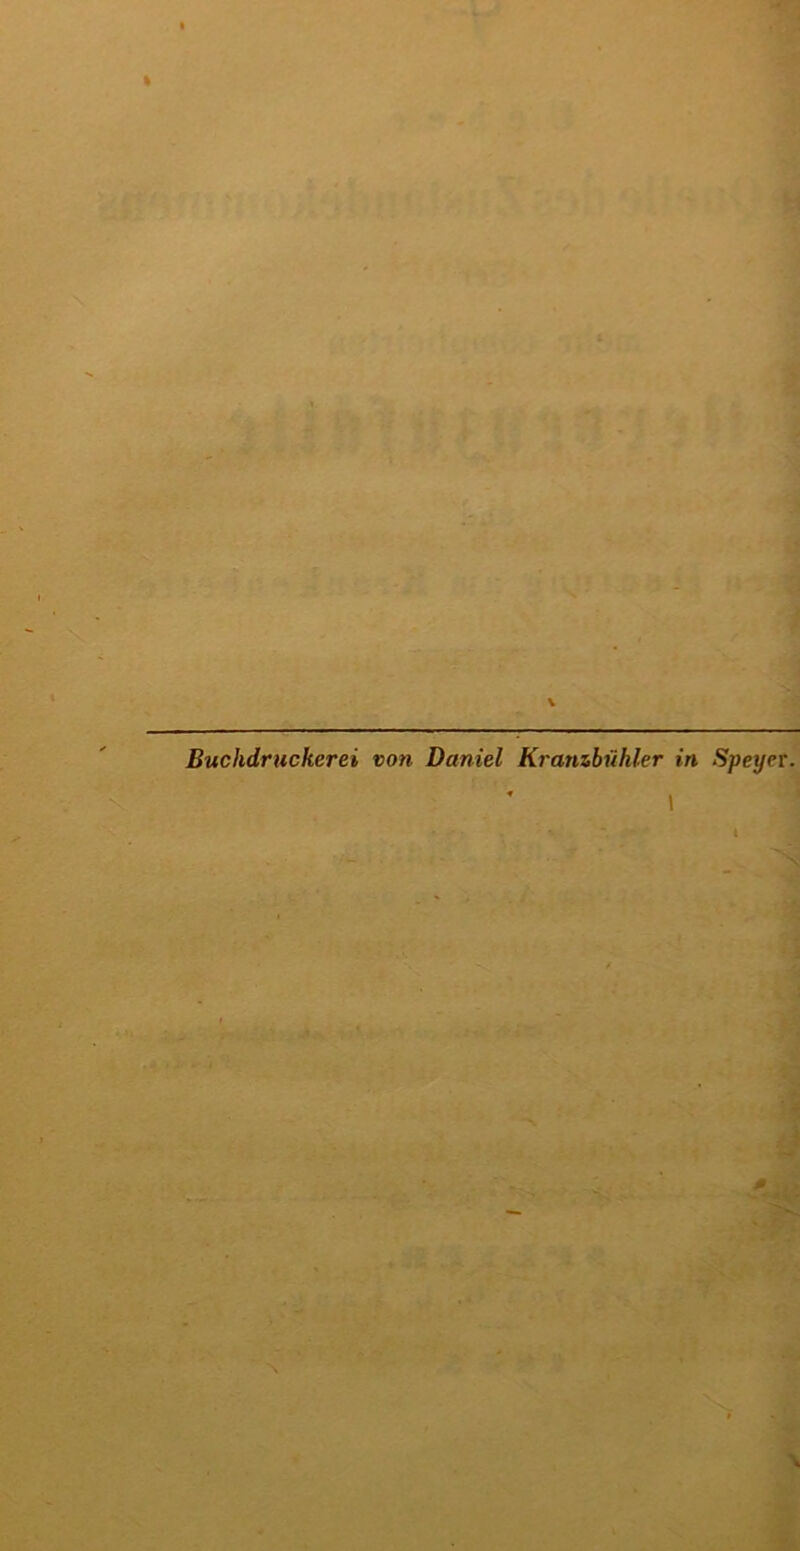 Buchdruckerei von Daniel Kranzbühler in Speyer.